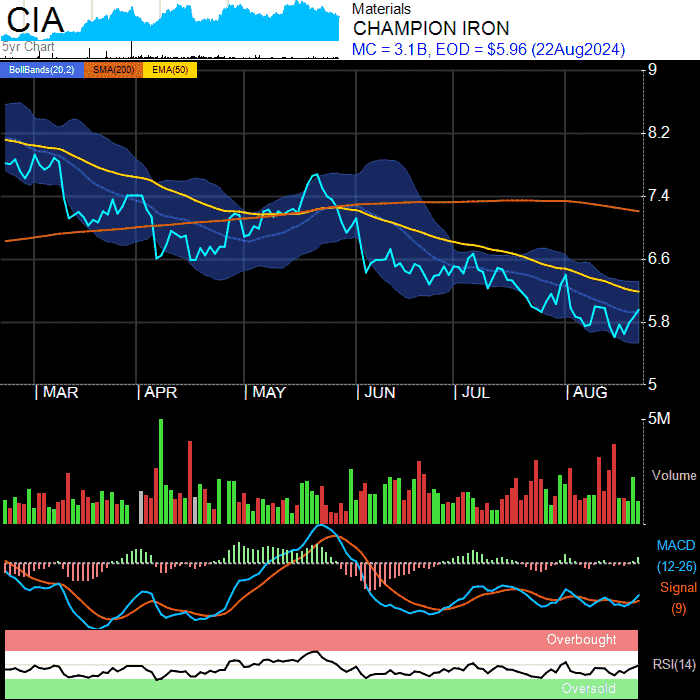 CIA
5yr Chart
Materials
CHAMPION IRON
MC = 3.1B, EOD = $5.96 (22Aug2024)
BollBands(20,2) SMA(200) EMA(50)
9
8.2
7.4
6.6
5.8
5
MAR APR MAY JUN JUL AUG
5M
Volume
MACD
(12-26)
Signal
(9)
Overbought
RSI(14)
Oversold